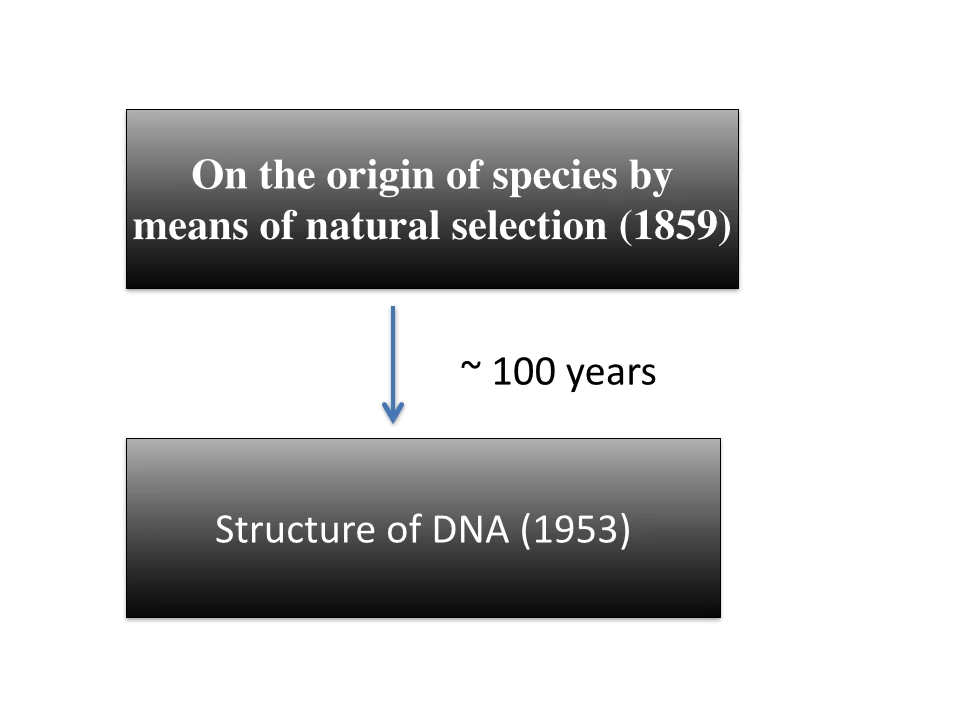 On the origin of species by
means of natural selection (1859)
~ 100 years
Structure of DNA (1953)